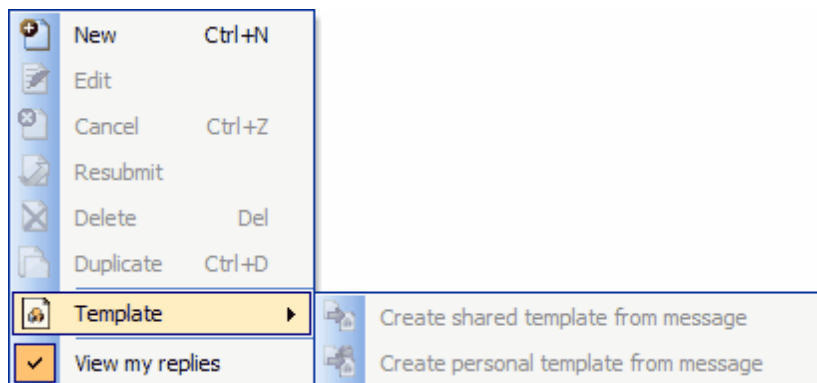 New Ctrl+N
Edit
Cancel Ctrl+Z
Resubmit
Delete Del
Duplicate Ctrl+D
Template Create shared template from message
View my replies Create personal template from message